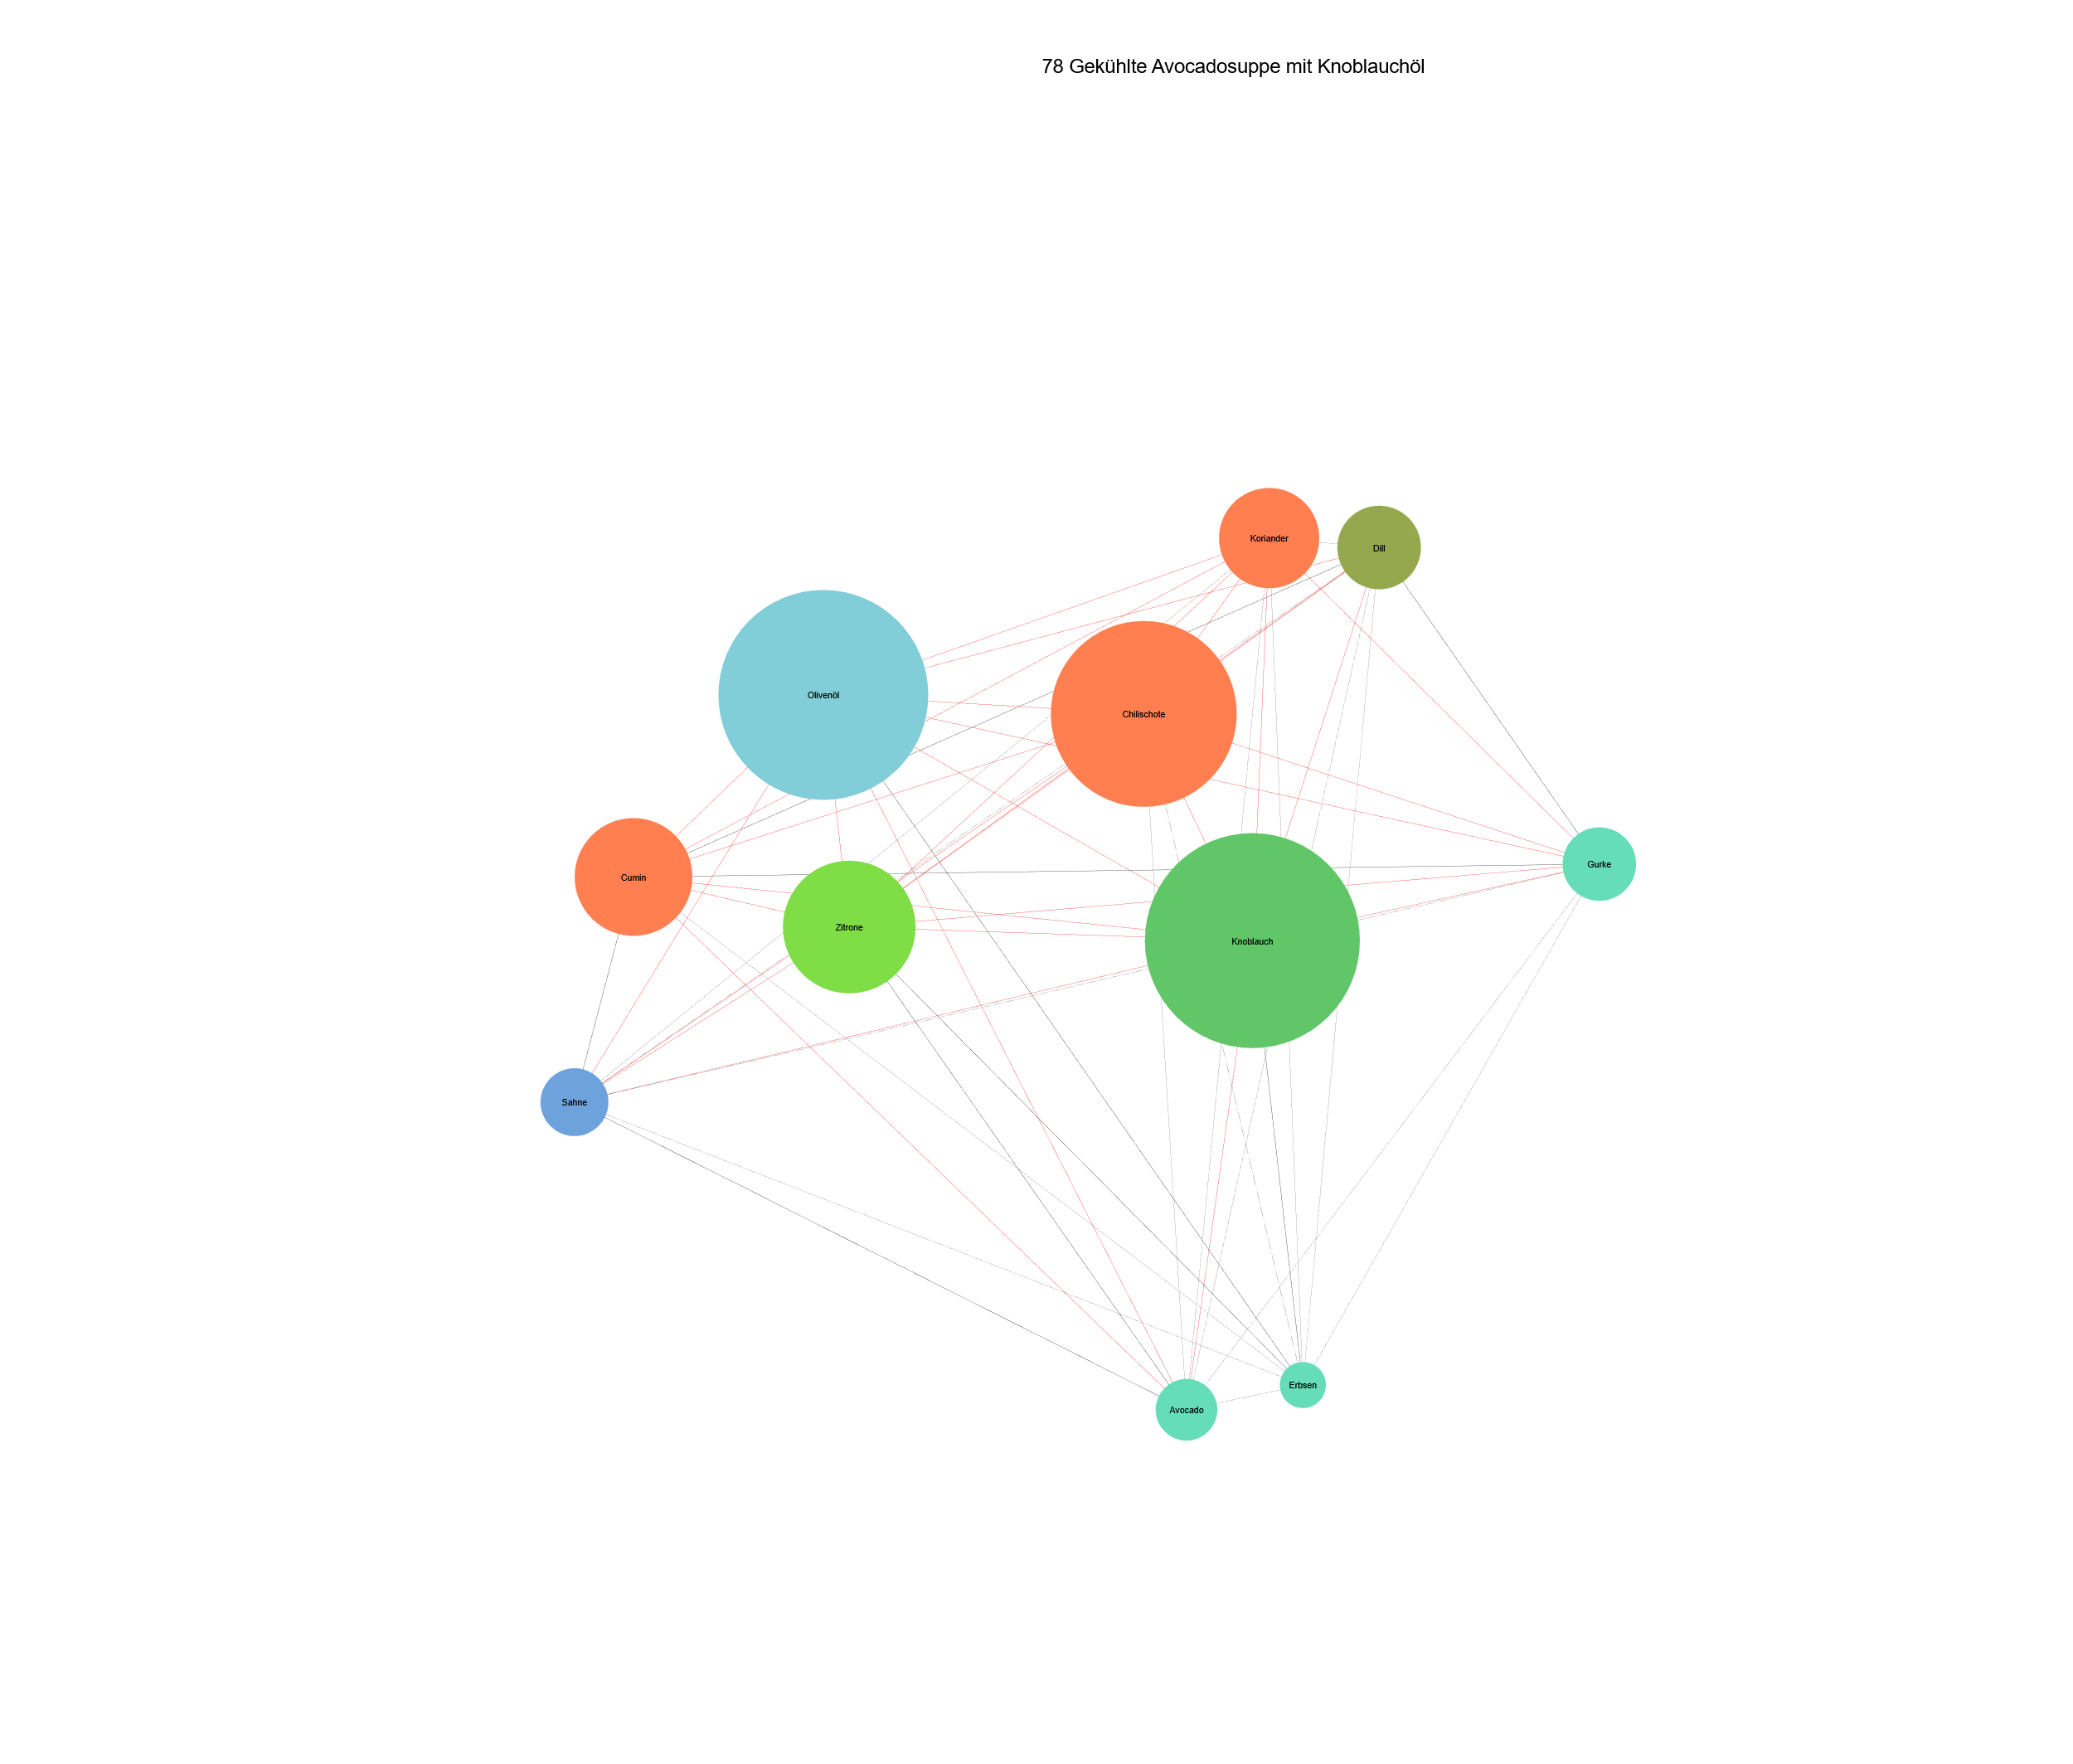 78 Gekühlte Avocadosuppe mit Knoblauchöl
Koriander
Dill
Olivenöl
Chilischote
Gurke
Cumin
Zitrone
Knoblauch
Sahne
Erbsen
Avocado